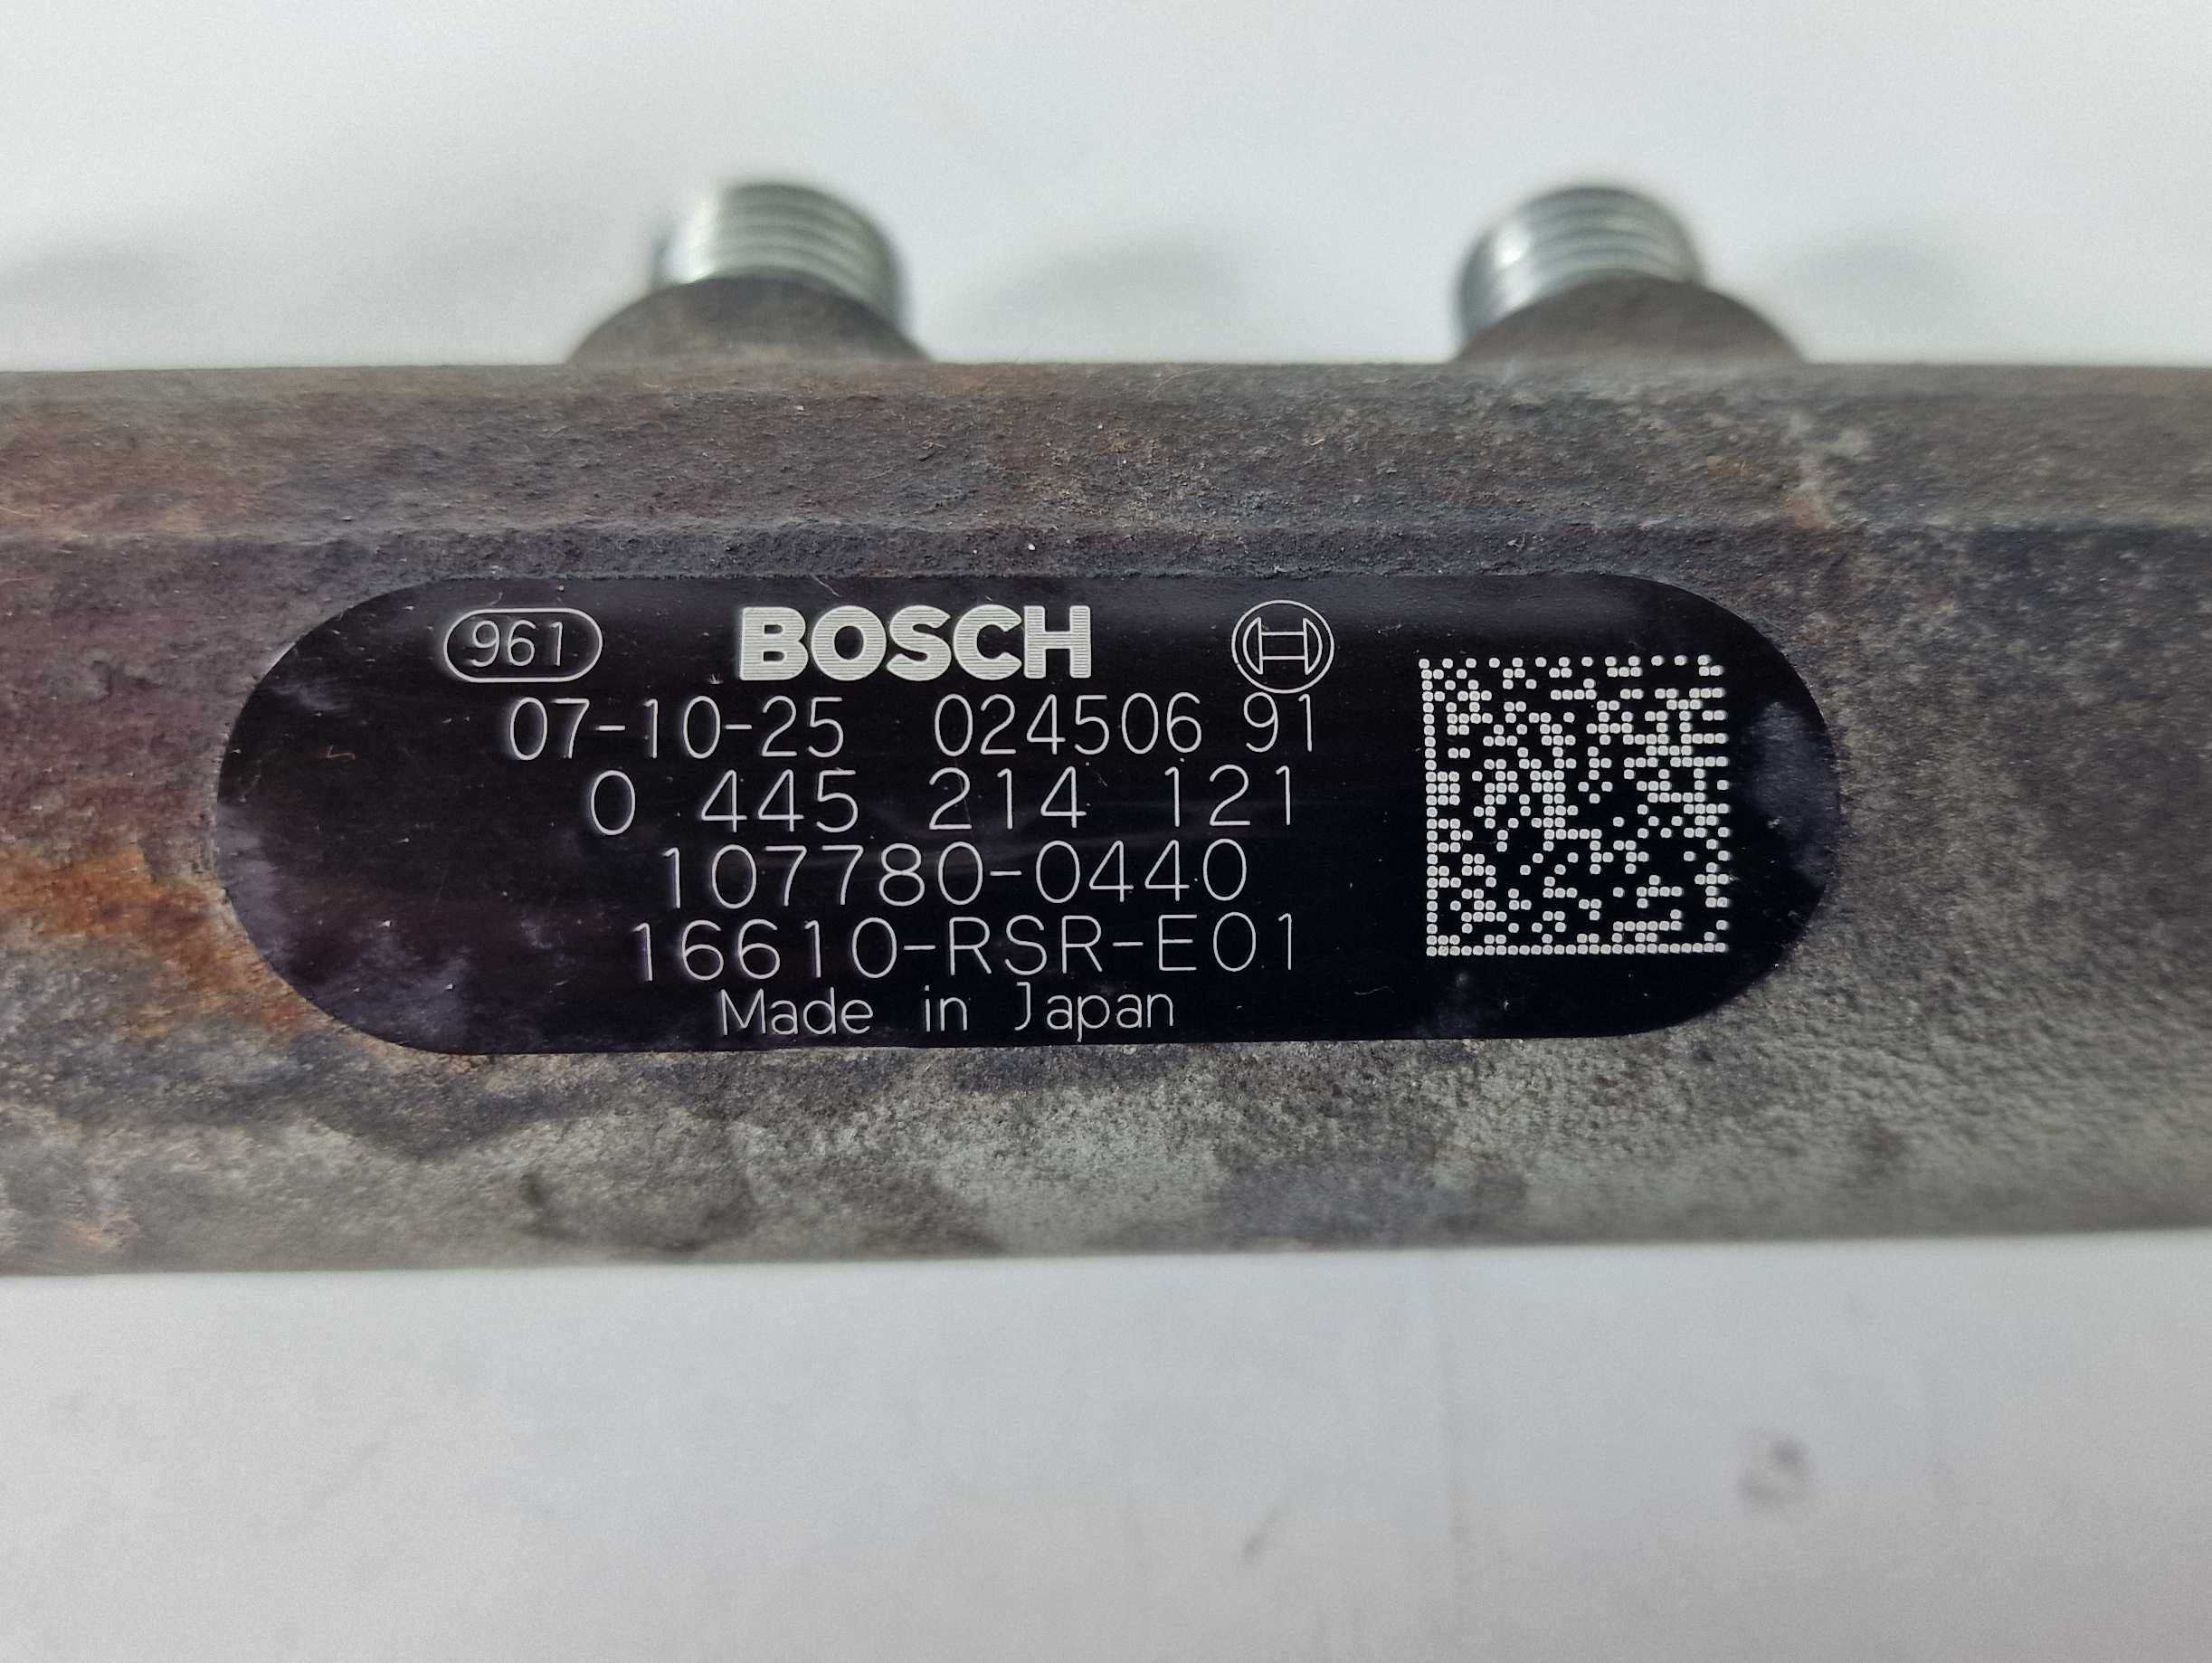 961 BOSCH
07-10-25 024506 91
0 445 214 121
107780-0440
16610-RSR-E01
Made in Japan